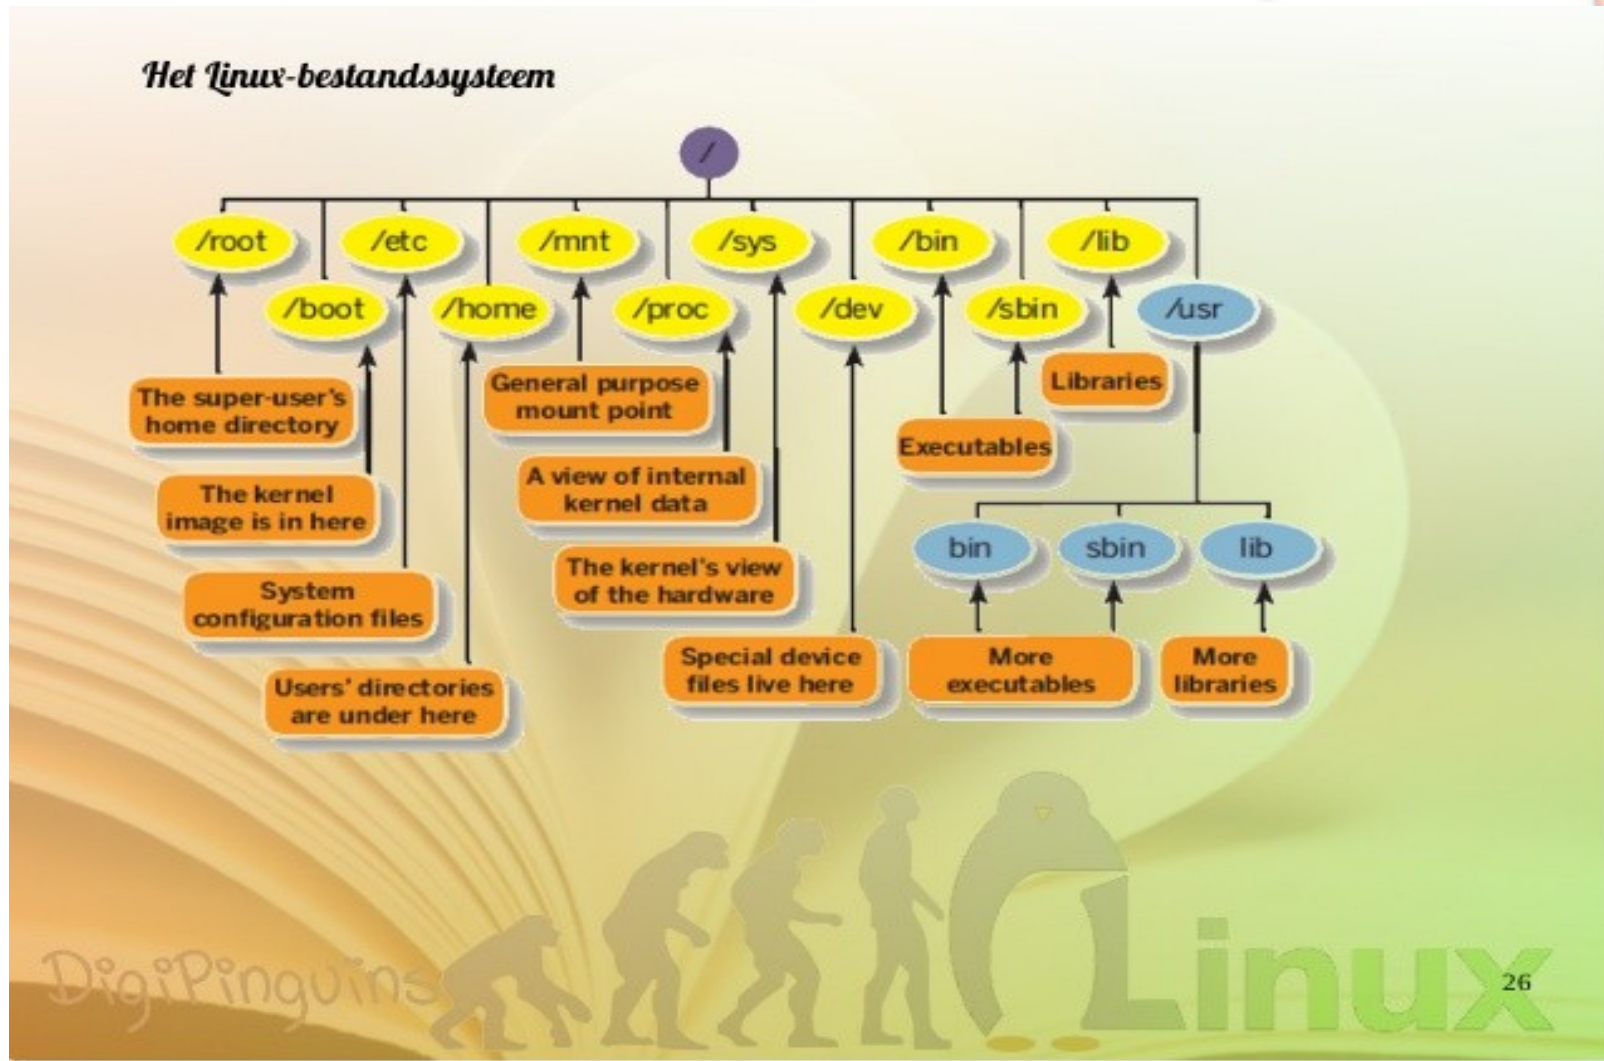 Het Linux-bestandssysteem
/
/root
/etc
/mnt
/sys
/bin
/lib
/boot
/home
/proc
/dev
/sbin
/usr
The super-user's
home directory
General purpose
mount point
Libraries
Executables
The kernel
image is in here
A view of internal
kernel data
System
configuration files
The kernel's view
of the hardware
bin
sbin
lib
Users' directories
are under here
Special device
files live here
More
executables
More
libraries
DigiPinguins
Linux
26